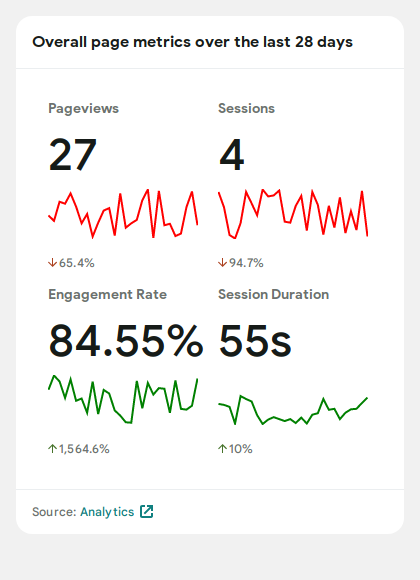 Overall page metrics over the last 28 days
Pageviews
27
↓65.4%
Sessions
4
↓94.7%
Engagement Rate
84.55%
↑1,564.6%
Session Duration
55s
↑10%
Source: Analytics